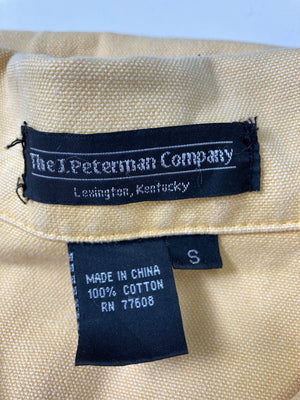 The J. Peterman Company
Lexington, Kentucky
S
MADE IN CHINA
100% COTTON
RN 77608